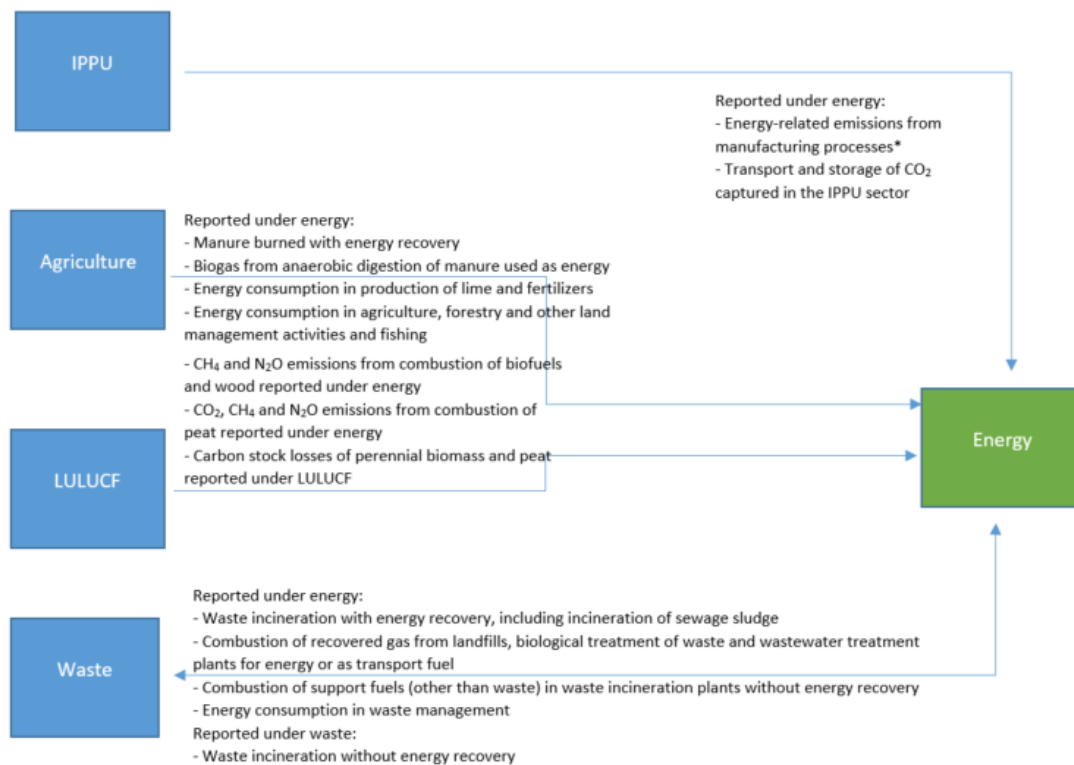 IPPU
Reported under energy:
- Energy-related emissions from
manufacturing processes*
- Transport and storage of CO₂
captured in the IPPU sector
Agriculture
Reported under energy:
- Manure burned with energy recovery
- Biogas from anaerobic digestion of manure used as energy
- Energy consumption in production of lime and fertilizers
- Energy consumption in agriculture, forestry and other land
management activities and fishing
- CH₄ and N₂O emissions from combustion of biofuels
and wood reported under energy
- CO₂, CH₄ and N₂O emissions from combustion of
peat reported under energy
- Carbon stock losses of perennial biomass and peat
reported under LULUCF
LULUCF
Energy
Waste
Reported under energy:
- Waste incineration with energy recovery, including incineration of sewage sludge
- Combustion of recovered gas from landfills, biological treatment of waste and wastewater treatment
plants for energy or as transport fuel
- Combustion of support fuels (other than waste) in waste incineration plants without energy recovery
- Energy consumption in waste management
Reported under waste:
- Waste incineration without energy recovery